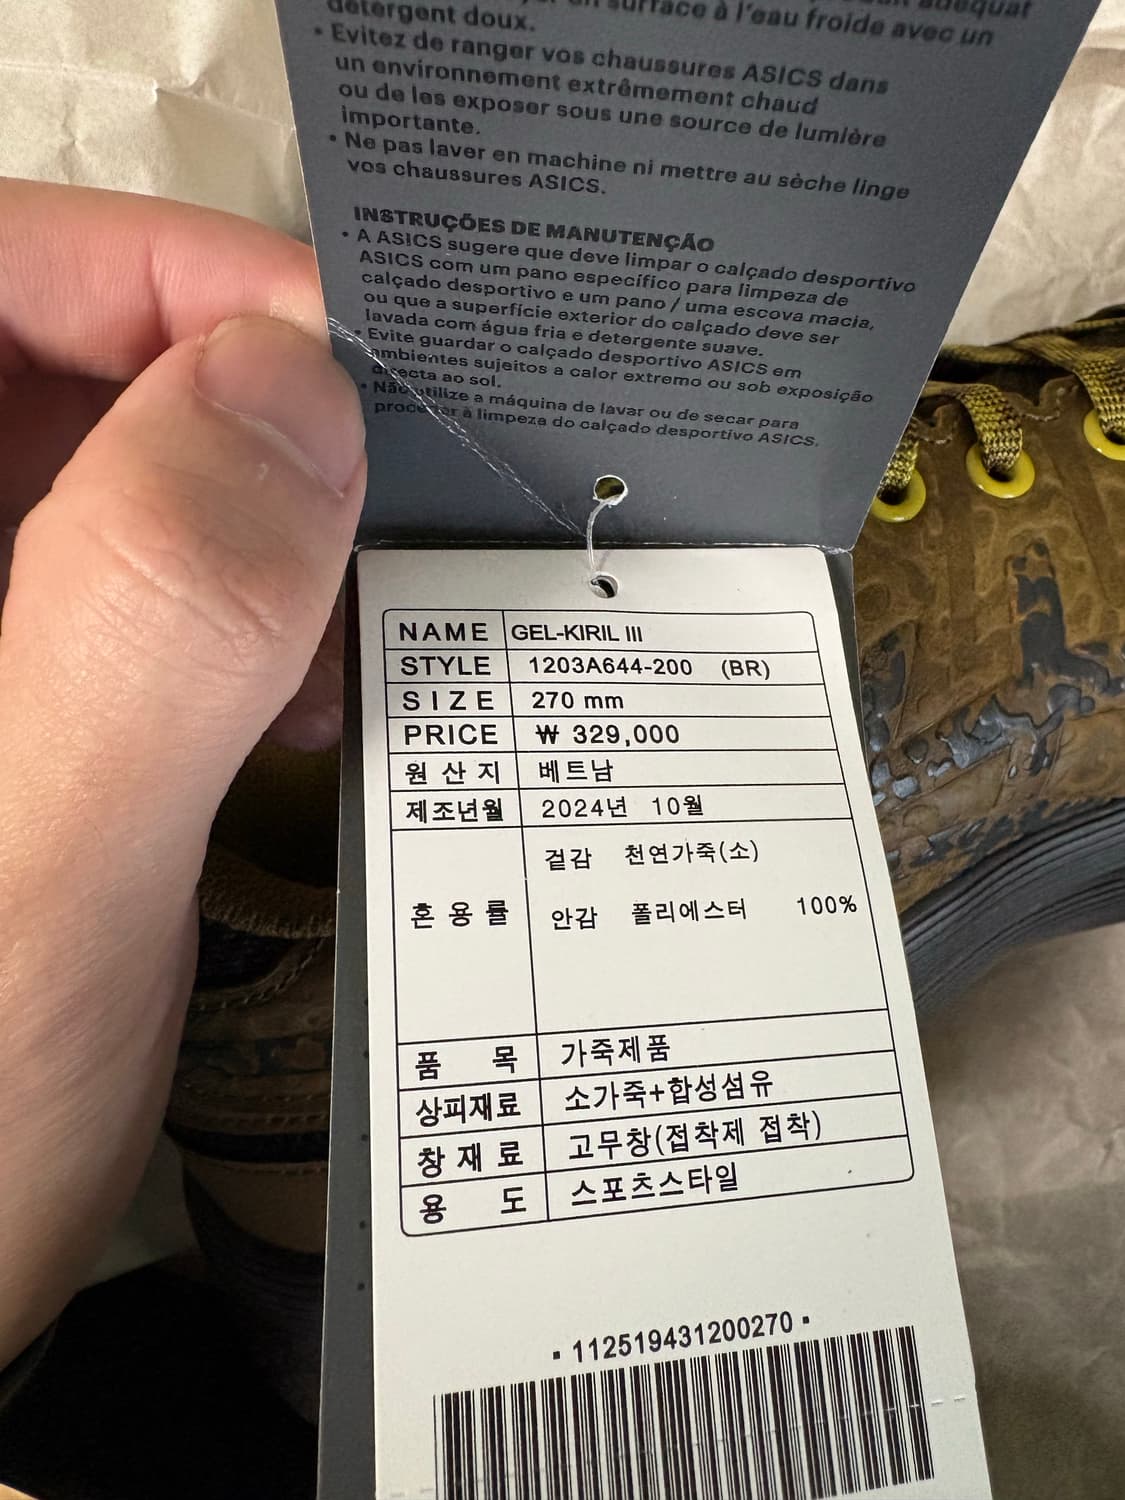 surface à l'eau froide avec un
détergent doux.
• Evitez de ranger vos chaussures ASICS dans
un environnement extrêmement chaud
ou de les exposer sous une source de lumière
importante.
• Ne pas laver en machine ni mettre au sèche linge
vos chaussures ASICS.
INSTRUÇÕES DE MANUTENÇÃO
• A ASICS sugere que deve limpar o calçado desportivo
ASICS com um pano específico para limpeza de
calçado desportivo e um pano / uma escova macia,
ou que a superfície exterior do calçado deve ser
lavada com água fria e detergente suave.
• Evite guardar o calçado desportivo ASICS em
ambientes sujeitos a calor extremo ou sob exposição
directa ao sol.
• Não utilize a máquina de lavar ou de secar para
proceder à limpeza do calçado desportivo ASICS.
NAME GEL-KIRIL III
STYLE 1203A644-200 (BR)
SIZE 270 mm
PRICE ₩ 329,000
원산지 베트남
제조년월 2024년 10월
겉감 천연가죽(소)
혼용률 안감 폴리에스터 100%
품목 가죽제품
상피재료 소가죽+합성섬유
창재료 고무창(접착제 접착)
용도 스포츠스타일
▪ 112519431200270 ▪